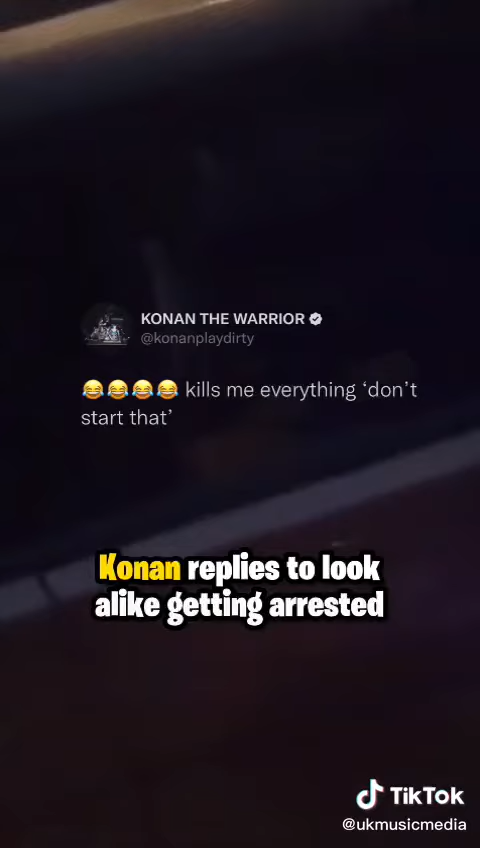 KONAN THE WARRIOR
@konanplaydirty
😂😂😂😂 kills me everything ‘don’t
start that’
Konan replies to look
alike getting arrested
TikTok
@ukmusicmedia